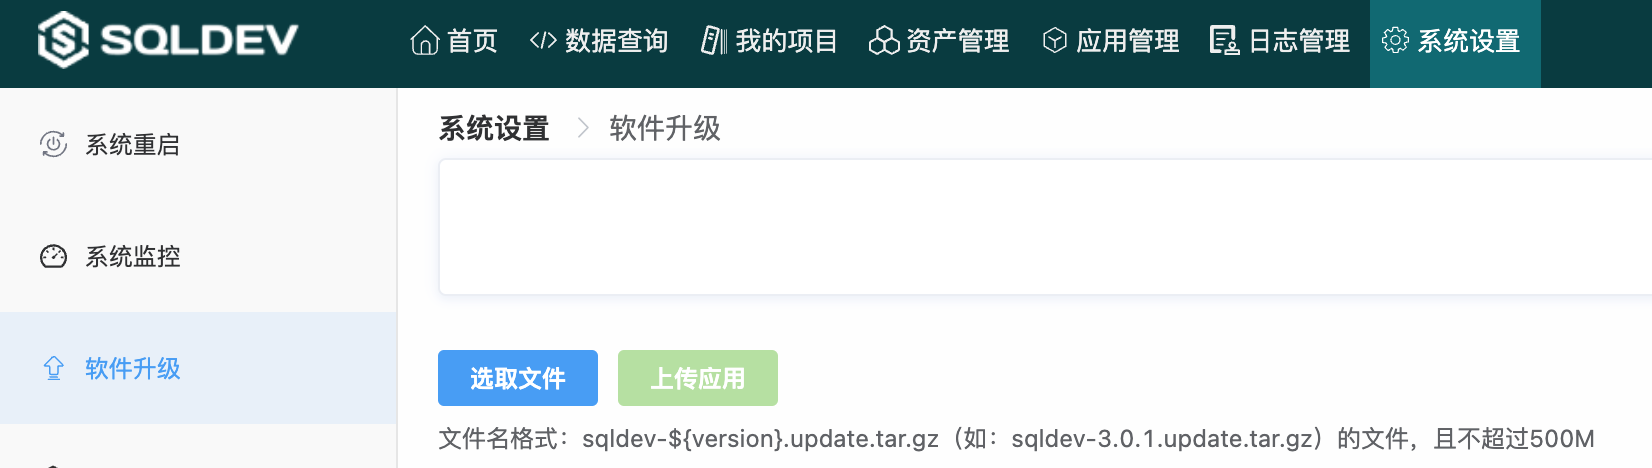 SQLDEV 首页 数据查询 我的项目 资产管理 应用管理 日志管理 系统设置
系统重启
系统监控
软件升级
系统设置 > 软件升级
选取文件 上传应用
文件名格式：sqldev-${version}.update.tar.gz（如：sqldev-3.0.1.update.tar.gz）的文件，且不超过500M